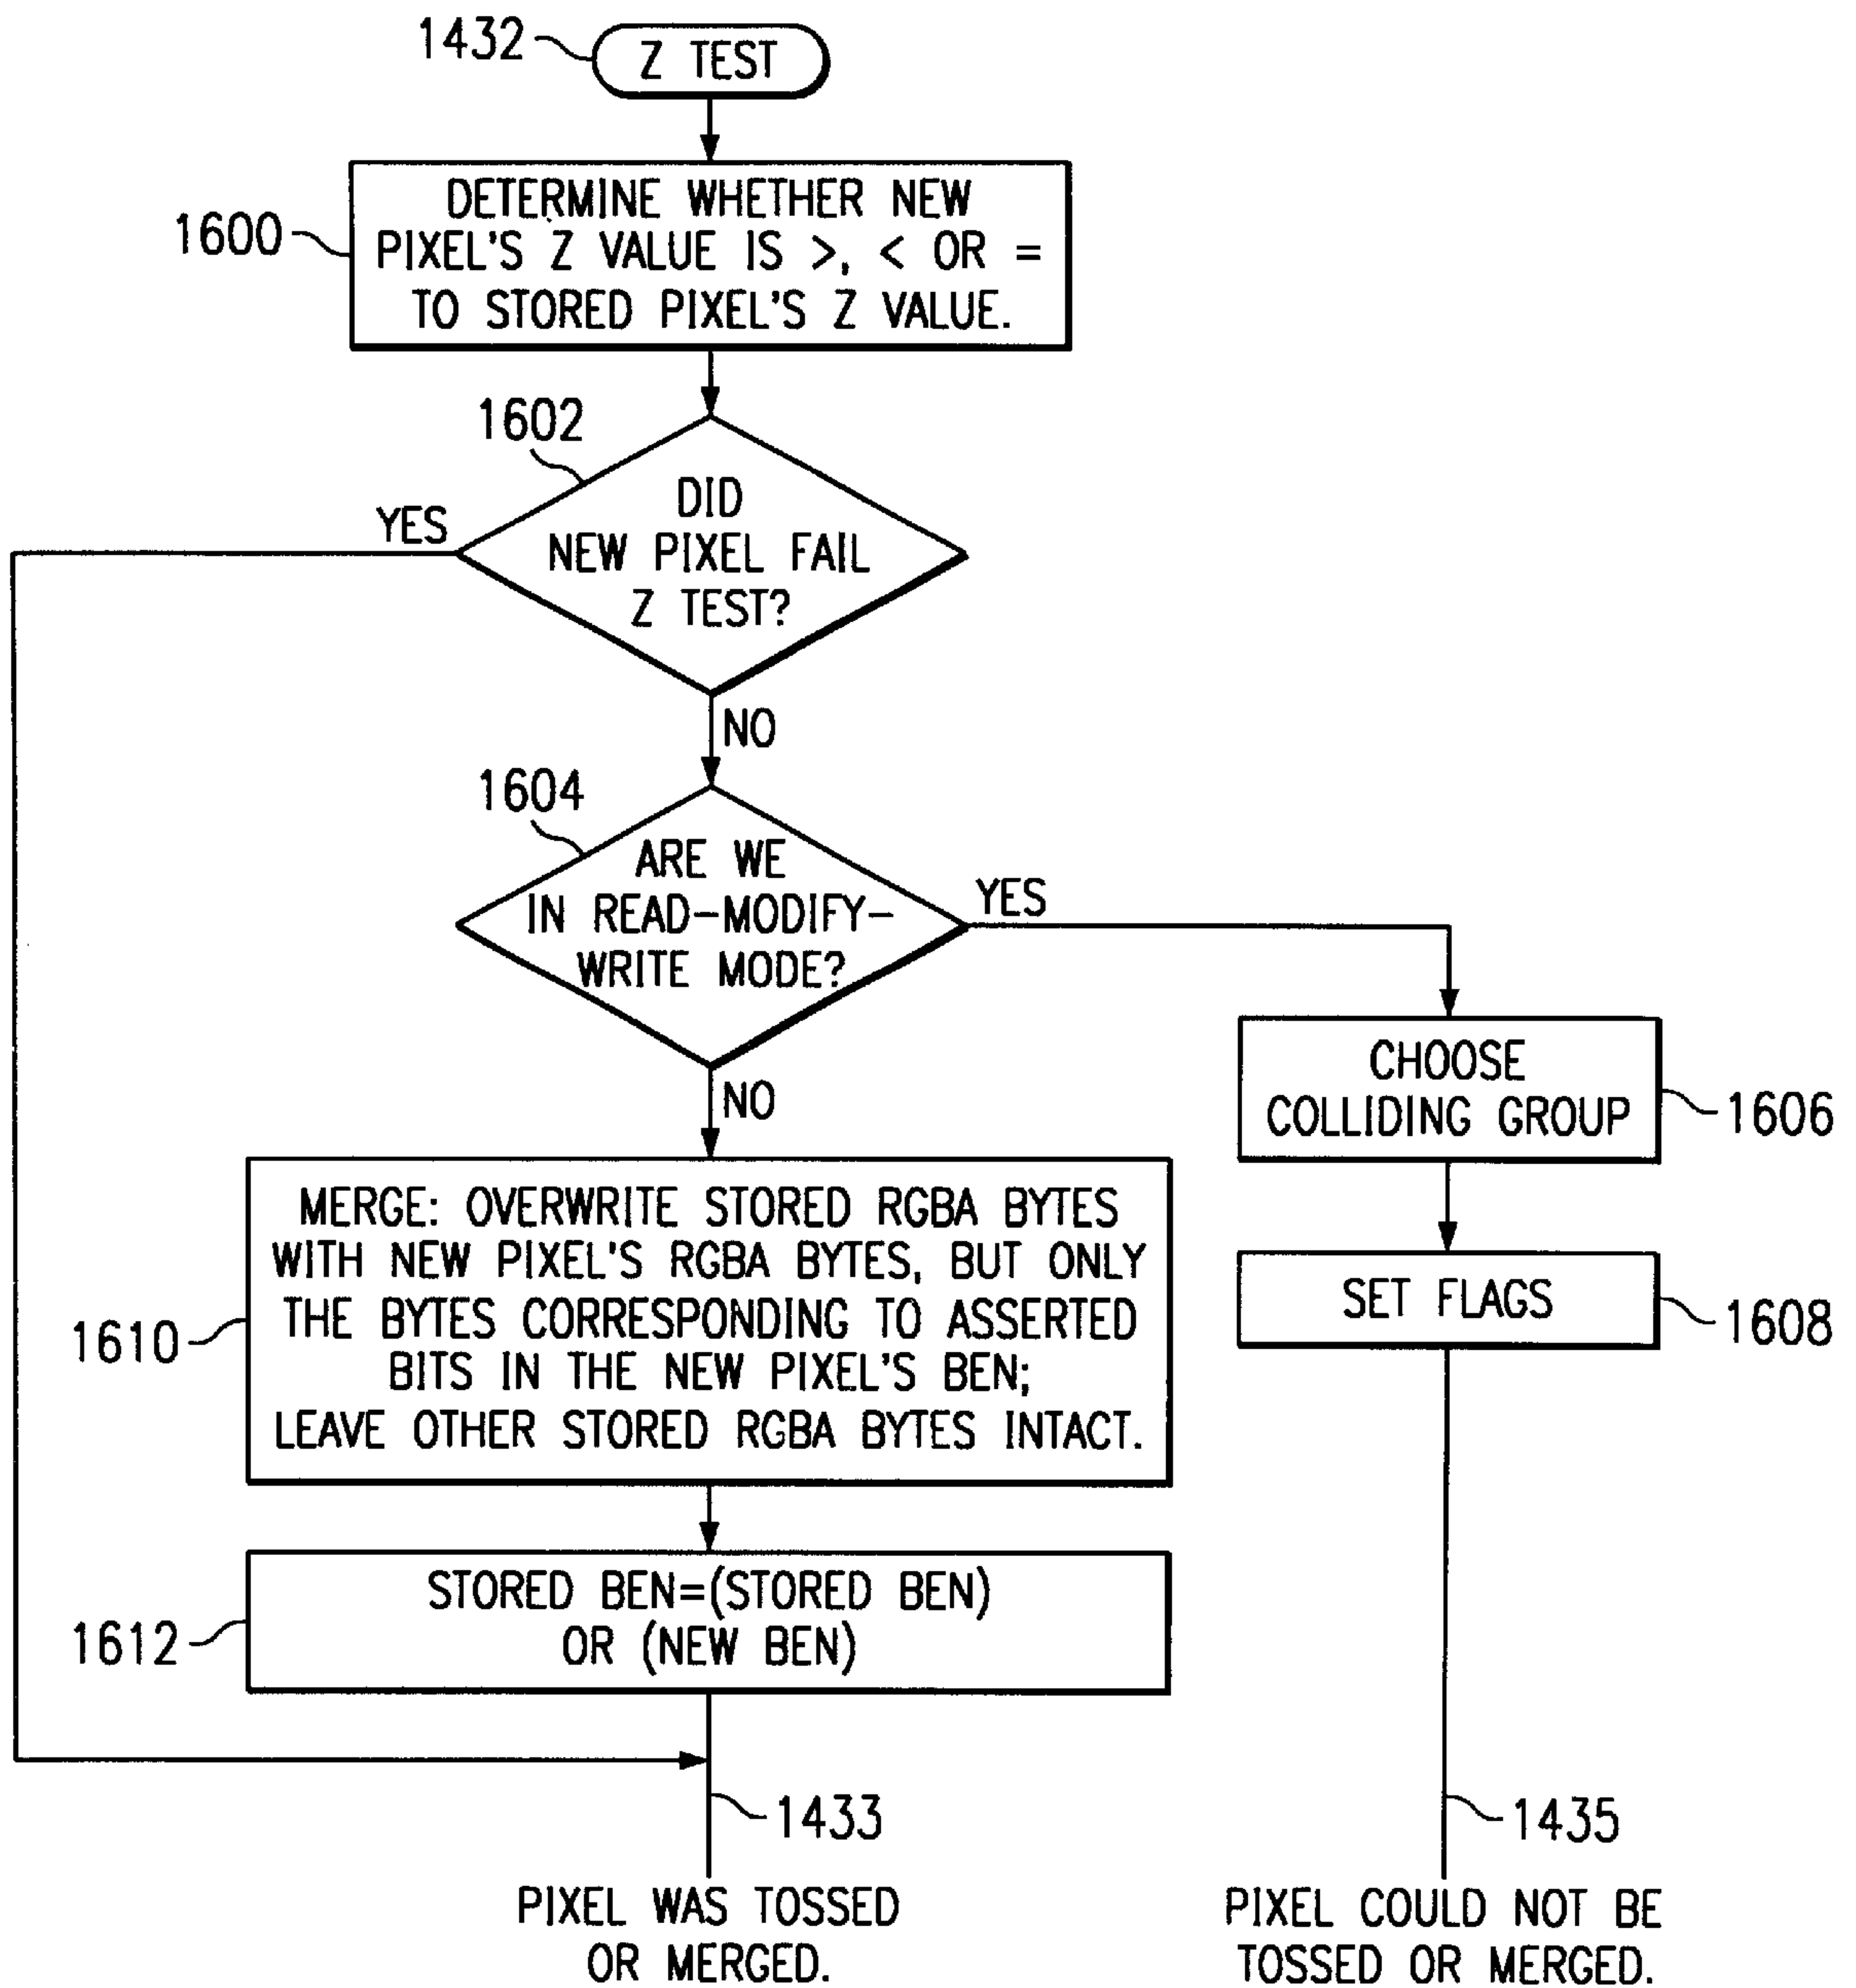 1432
Z TEST
1600
DETERMINE WHETHER NEW
PIXEL'S Z VALUE IS >, < OR =
TO STORED PIXEL'S Z VALUE.
1602
YES
DID
NEW PIXEL FAIL
Z TEST?
NO
1604
ARE WE
IN READ-MODIFY-
WRITE MODE?
YES
NO
CHOOSE
COLLIDING GROUP
1606
SET FLAGS
1608
1610
MERGE: OVERWRITE STORED RGBA BYTES
WITH NEW PIXEL'S RGBA BYTES, BUT ONLY
THE BYTES CORRESPONDING TO ASSERTED
BITS IN THE NEW PIXEL'S BEN;
LEAVE OTHER STORED RGBA BYTES INTACT.
1612
STORED BEN=(STORED BEN)
OR (NEW BEN)
1433
PIXEL WAS TOSSED
OR MERGED.
1435
PIXEL COULD NOT BE
TOSSED OR MERGED.